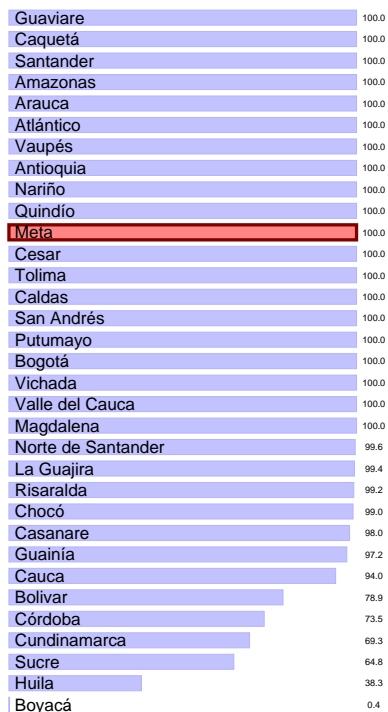 Guaviare 100.0
Caquetá 100.0
Santander 100.0
Amazonas 100.0
Arauca 100.0
Atlántico 100.0
Vaupés 100.0
Antioquia 100.0
Nariño 100.0
Quindío 100.0
Meta 100.0
Cesar 100.0
Tolima 100.0
Caldas 100.0
San Andrés 100.0
Putumayo 100.0
Bogotá 100.0
Vichada 100.0
Valle del Cauca 100.0
Magdalena 100.0
Norte de Santander 99.6
La Guajira 99.4
Risaralda 99.2
Chocó 99.0
Casanare 98.0
Guainía 97.2
Cauca 94.0
Bolivar 78.9
Córdoba 73.5
Cundinamarca 69.3
Sucre 64.8
Huila 38.3
Boyacá 0.4